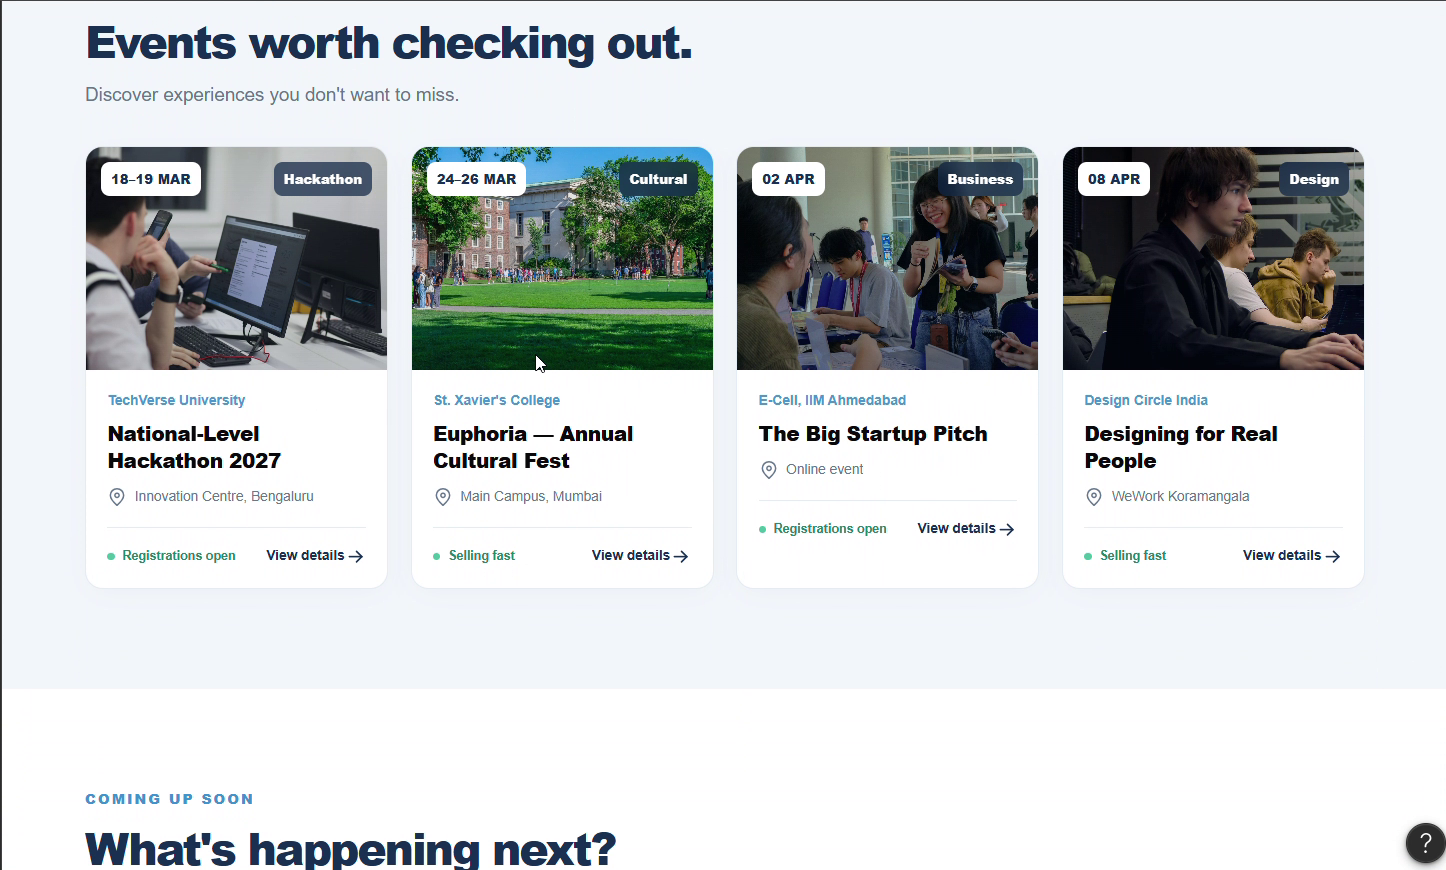 Events worth checking out.
Discover experiences you don't want to miss.
18–19 MAR
Hackathon
TechVerse University
National-Level
Hackathon 2027
Innovation Centre, Bengaluru
Registrations open
View details
24–26 MAR
Cultural
St. Xavier's College
Euphoria — Annual
Cultural Fest
Main Campus, Mumbai
Selling fast
View details
02 APR
Business
E-Cell, IIM Ahmedabad
The Big Startup Pitch
Online event
Registrations open
View details
08 APR
Design
Design Circle India
Designing for Real
People
WeWork Koramangala
Selling fast
View details
COMING UP SOON
What's happening next?
?